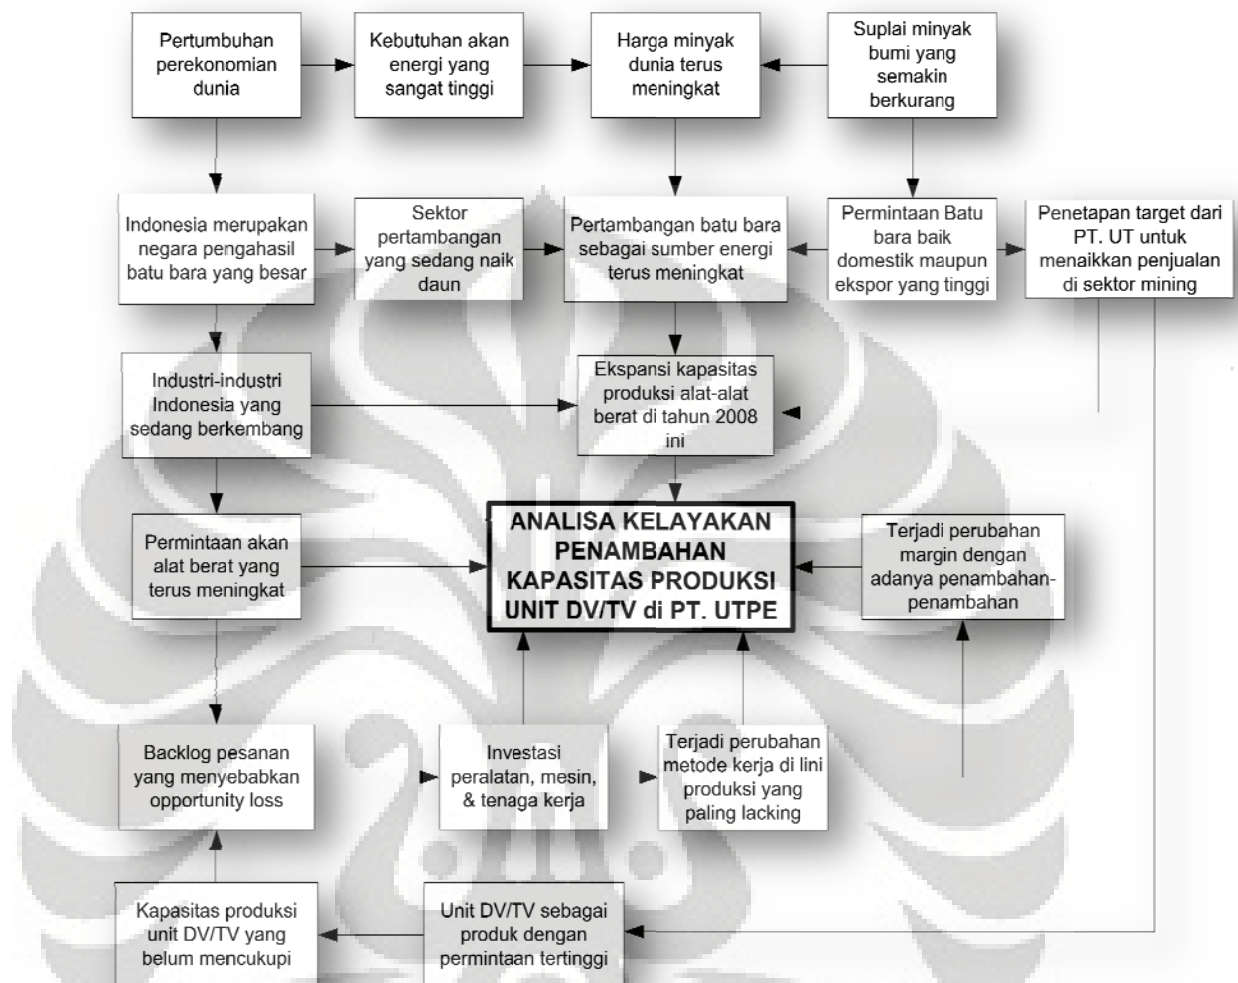 Pertumbuhan
perekonomian
dunia
Kebutuhan akan
energi yang
sangat tinggi
Harga minyak
dunia terus
meningkat
Suplai minyak
bumi yang
semakin
berkurang
Indonesia merupakan
negara pengahasil
batu bara yang besar
Sektor
pertambangan
yang sedang naik
daun
Pertambangan batu bara
sebagai sumber energi
terus meningkat
Permintaan Batu
bara baik
domestik maupun
ekspor yang tinggi
Penetapan target dari
PT. UT untuk
menaikkan penjualan
di sektor mining
Industri-industri
Indonesia yang
sedang berkembang
Ekspansi kapasitas
produksi alat-alat
berat di tahun 2008
ini
Permintaan akan
alat berat yang
terus meningkat
ANALISA KELAYAKAN
PENAMBAHAN
KAPASITAS PRODUKSI
UNIT DV/TV di PT. UTPE
Terjadi perubahan
margin dengan
adanya penambahan-
penambahan
Backlog pesanan
yang menyebabkan
opportunity loss
Investasi
peralatan, mesin,
& tenaga kerja
Terjadi perubahan
metode kerja di lini
produksi yang
paling lacking
Kapasitas produksi
unit DV/TV yang
belum mencukupi
Unit DV/TV sebagai
produk dengan
permintaan tertinggi